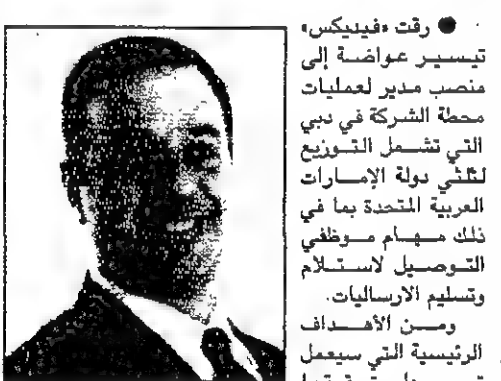 ● رقت «فيديكس»
تيسير عواضة إلى
منصب مدير لعمليات
محطة الشركة في دبي
التي تشمل التوزيع
لثلثي دولة الإمارات
العربية المتحدة بما في
ذلك مهام موظفي
التوصيل لاستلام
وتسليم الارساليات.
ومن الأهداف
الرئيسية التي سيعمل